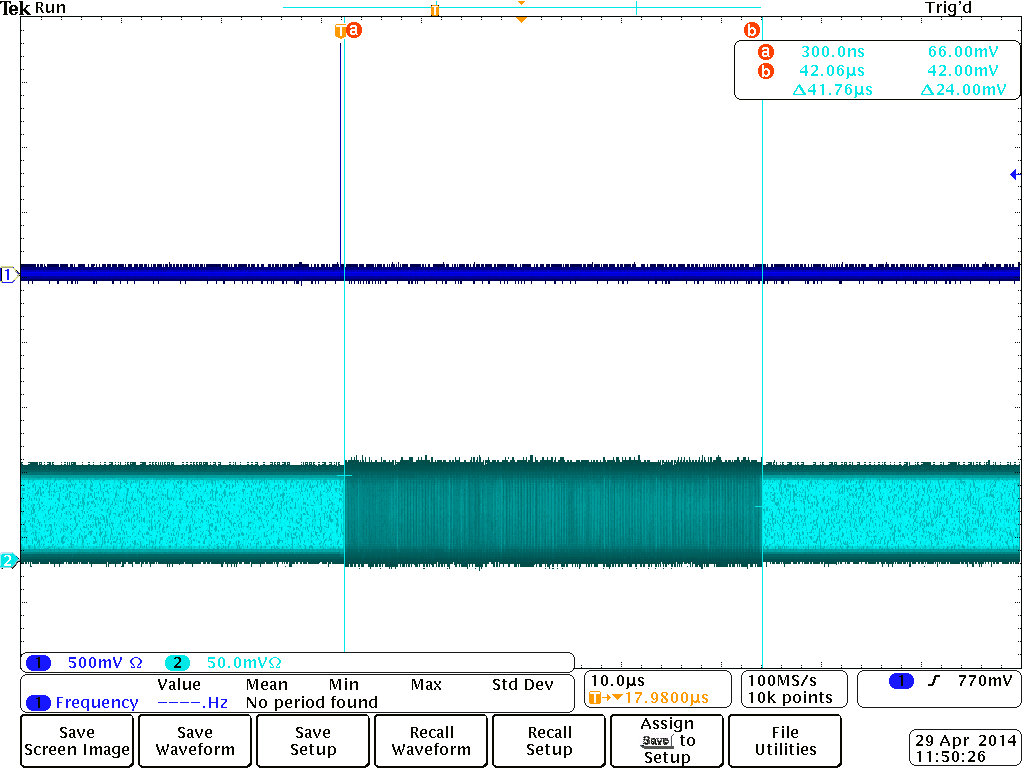 Tek Run Trig'd
T
T a b
a 300.0ns 66.00mV
b 42.06µs 42.00mV
Δ41.76µs Δ24.00mV
1
2
1 500mV Ω 2 50.0mVΩ
Value Mean Min Max Std Dev
1 Frequency ----.Hz No period found
10.0µs
T→▼17.9800µs
100MS/s
10k points
1 770mV
Save
Screen Image
Save
Waveform
Save
Setup
Recall
Waveform
Recall
Setup
Assign
Save to
Setup
File
Utilities
29 Apr 2014
11:50:26